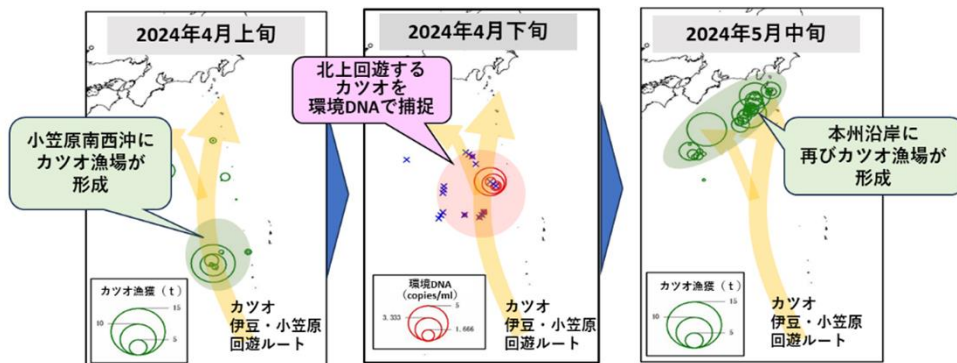 2024年4月上旬
小笠原南西沖に
カツオ漁場が
形成
カツオ漁獲（t）
15
10
5
カツオ
伊豆・小笠原
回遊ルート
2024年4月下旬
北上回遊する
カツオを
環境DNAで捕捉
環境DNA
(copies/ml)
5
3.333
1.666
カツオ
伊豆・小笠原
回遊ルート
2024年5月中旬
本州沿岸に
再びカツオ漁場が
形成
カツオ漁獲（t）
15
10
5
カツオ
伊豆・小笠原
回遊ルート